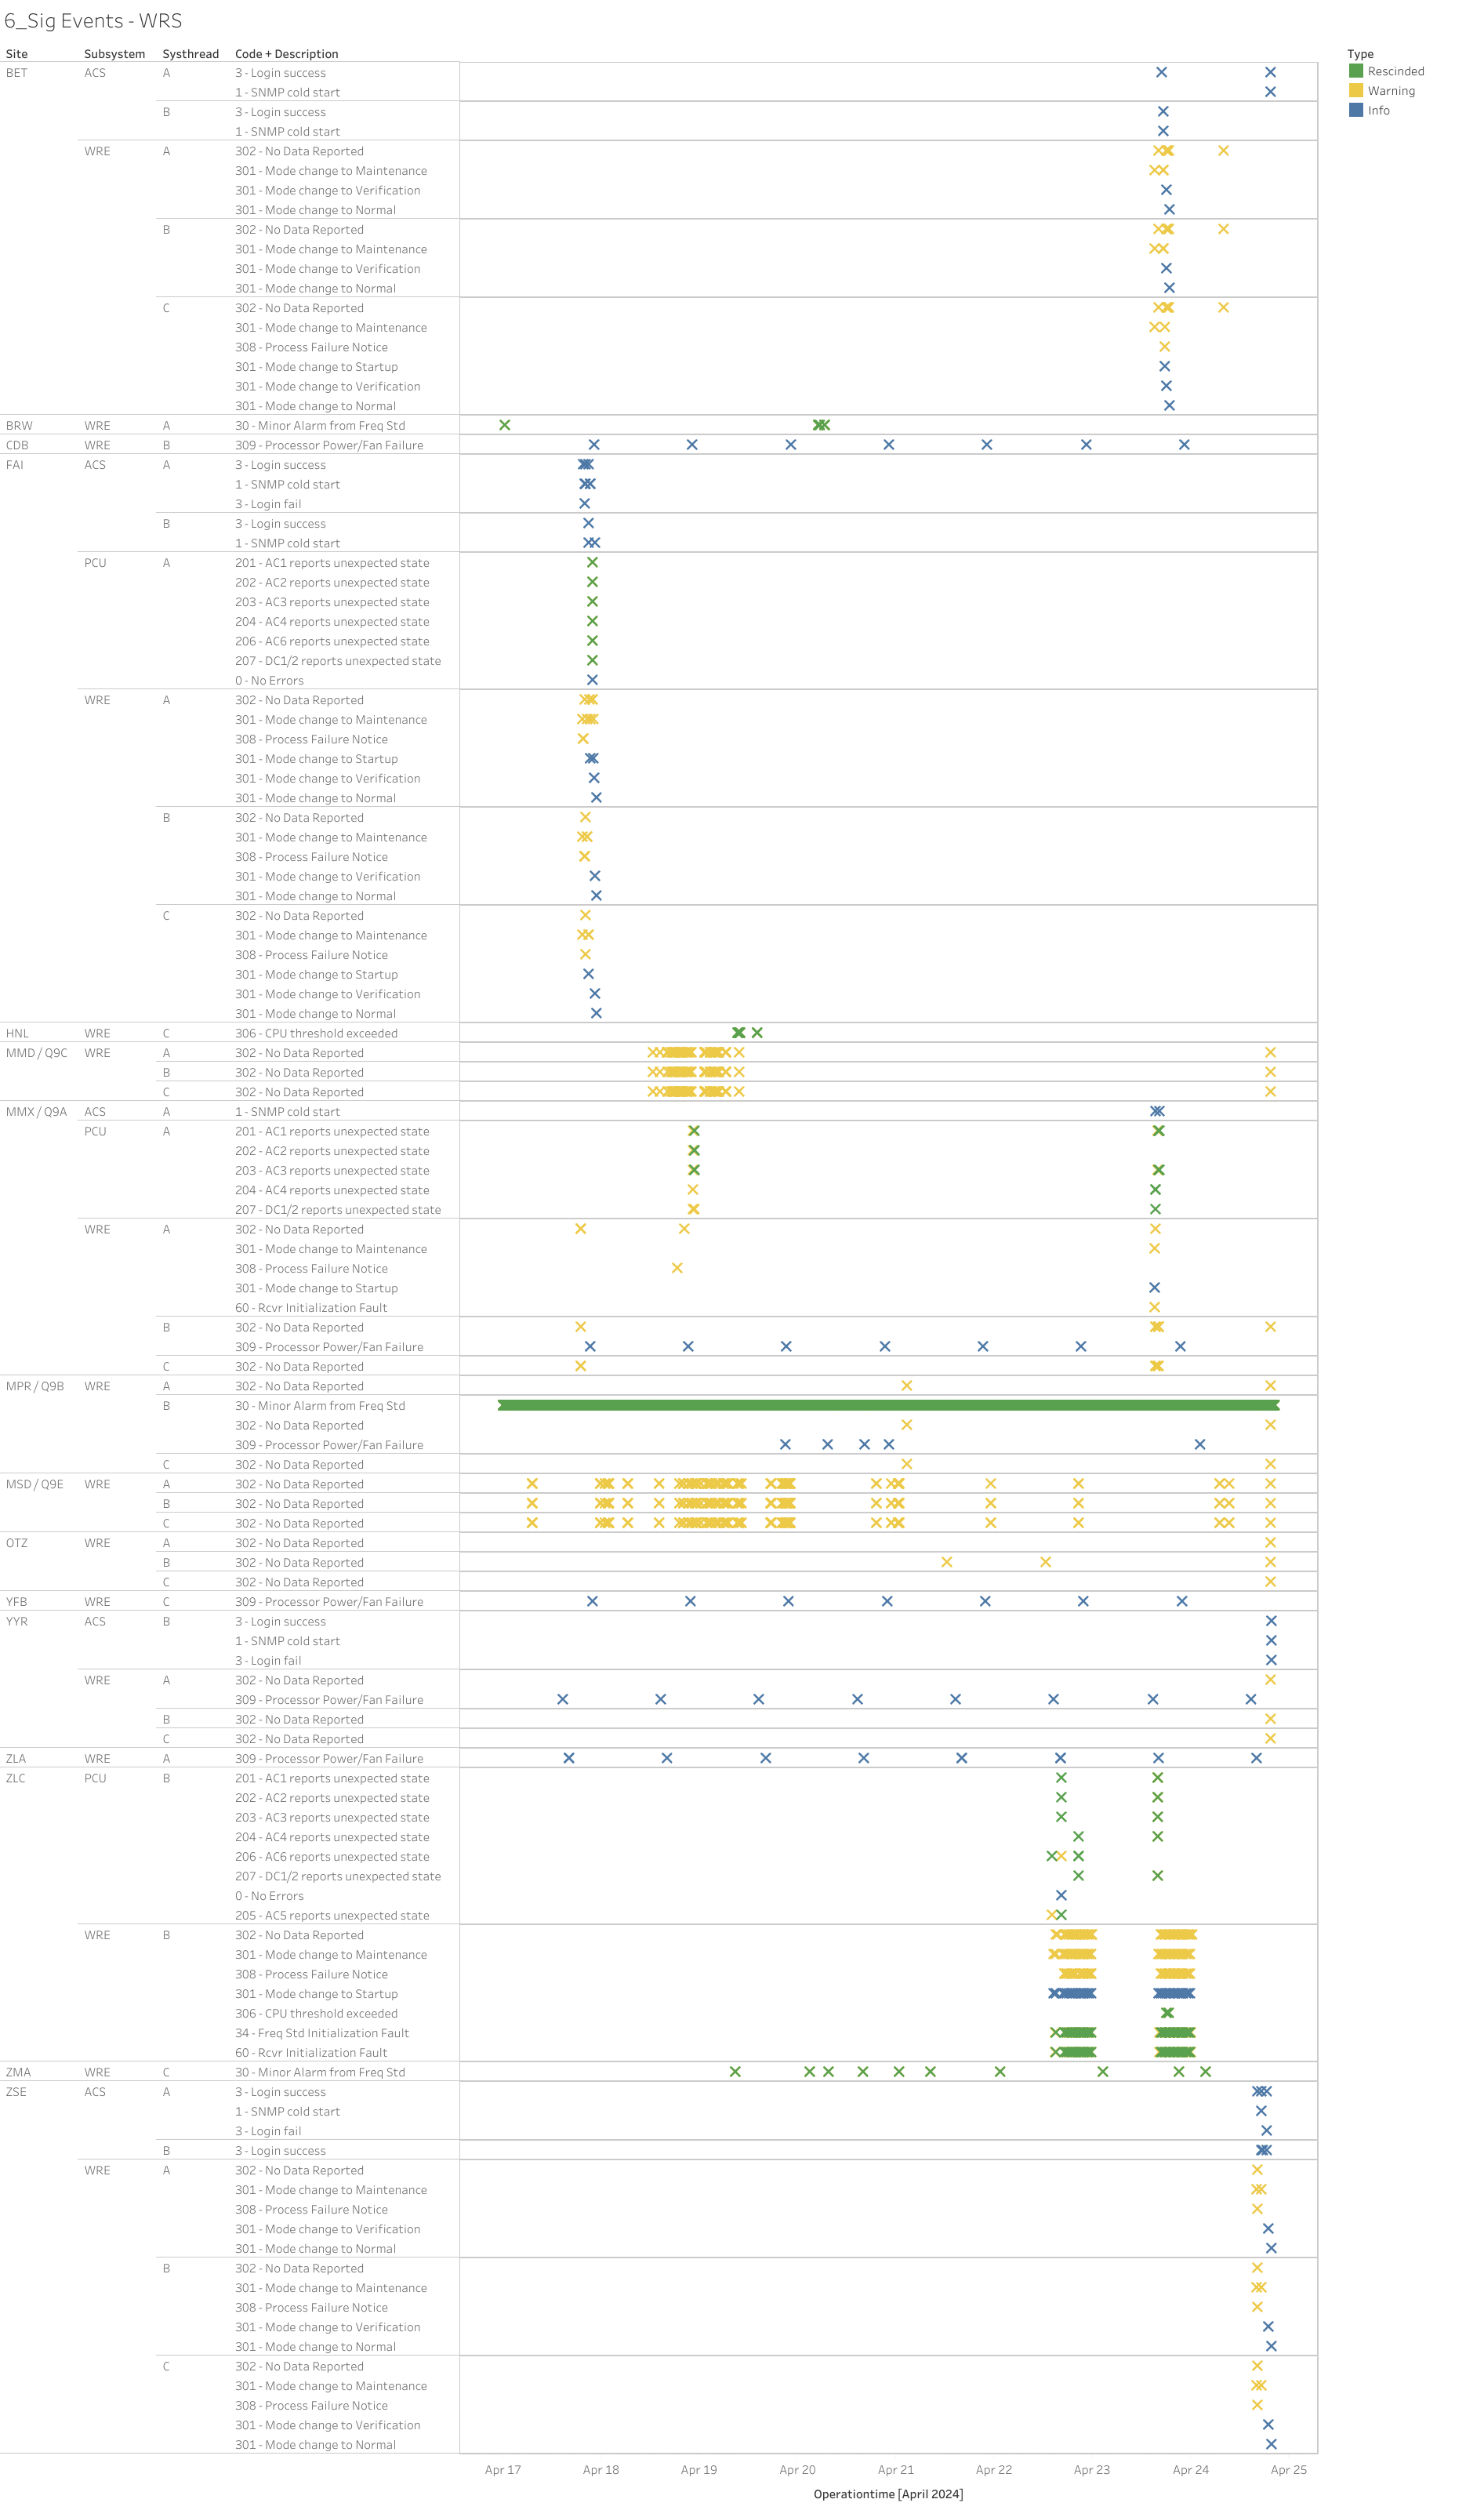 6_Sig Events - WRS
Site Subsystem Systhread Code + Description
Type
Rescinded
Warning
Info
BET ACS A 3 - Login success
1 - SNMP cold start
B 3 - Login success
1 - SNMP cold start
WRE A 302 - No Data Reported
301 - Mode change to Maintenance
301 - Mode change to Verification
301 - Mode change to Normal
B 302 - No Data Reported
301 - Mode change to Maintenance
301 - Mode change to Verification
301 - Mode change to Normal
C 302 - No Data Reported
301 - Mode change to Maintenance
308 - Process Failure Notice
301 - Mode change to Startup
301 - Mode change to Verification
301 - Mode change to Normal
BRW WRE A 30 - Minor Alarm from Freq Std
CDB WRE B 309 - Processor Power/Fan Failure
FAI ACS A 3 - Login success
1 - SNMP cold start
3 - Login fail
B 3 - Login success
1 - SNMP cold start
PCU A 201 - AC1 reports unexpected state
202 - AC2 reports unexpected state
203 - AC3 reports unexpected state
204 - AC4 reports unexpected state
206 - AC6 reports unexpected state
207 - DC1/2 reports unexpected state
0 - No Errors
WRE A 302 - No Data Reported
301 - Mode change to Maintenance
308 - Process Failure Notice
301 - Mode change to Startup
301 - Mode change to Verification
301 - Mode change to Normal
B 302 - No Data Reported
301 - Mode change to Maintenance
308 - Process Failure Notice
301 - Mode change to Verification
301 - Mode change to Normal
C 302 - No Data Reported
301 - Mode change to Maintenance
308 - Process Failure Notice
301 - Mode change to Startup
301 - Mode change to Verification
301 - Mode change to Normal
HNL WRE C 306 - CPU threshold exceeded
MMD / Q9C WRE A 302 - No Data Reported
B 302 - No Data Reported
C 302 - No Data Reported
MMX / Q9A ACS A 1 - SNMP cold start
PCU A 201 - AC1 reports unexpected state
202 - AC2 reports unexpected state
203 - AC3 reports unexpected state
204 - AC4 reports unexpected state
207 - DC1/2 reports unexpected state
WRE A 302 - No Data Reported
301 - Mode change to Maintenance
308 - Process Failure Notice
301 - Mode change to Startup
60 - Rcvr Initialization Fault
B 302 - No Data Reported
309 - Processor Power/Fan Failure
C 302 - No Data Reported
MPR / Q9B WRE A 302 - No Data Reported
B 30 - Minor Alarm from Freq Std
302 - No Data Reported
309 - Processor Power/Fan Failure
C 302 - No Data Reported
MSD / Q9E WRE A 302 - No Data Reported
B 302 - No Data Reported
C 302 - No Data Reported
OTZ WRE A 302 - No Data Reported
B 302 - No Data Reported
C 302 - No Data Reported
YFB WRE C 309 - Processor Power/Fan Failure
YYR ACS B 3 - Login success
1 - SNMP cold start
3 - Login fail
WRE A 302 - No Data Reported
309 - Processor Power/Fan Failure
B 302 - No Data Reported
C 302 - No Data Reported
ZLA WRE A 309 - Processor Power/Fan Failure
ZLC PCU B 201 - AC1 reports unexpected state
202 - AC2 reports unexpected state
203 - AC3 reports unexpected state
204 - AC4 reports unexpected state
206 - AC6 reports unexpected state
207 - DC1/2 reports unexpected state
0 - No Errors
205 - AC5 reports unexpected state
WRE B 302 - No Data Reported
301 - Mode change to Maintenance
308 - Process Failure Notice
301 - Mode change to Startup
306 - CPU threshold exceeded
34 - Freq Std Initialization Fault
60 - Rcvr Initialization Fault
ZMA WRE C 30 - Minor Alarm from Freq Std
ZSE ACS A 3 - Login success
1 - SNMP cold start
3 - Login fail
B 3 - Login success
WRE A 302 - No Data Reported
301 - Mode change to Maintenance
308 - Process Failure Notice
301 - Mode change to Verification
301 - Mode change to Normal
B 302 - No Data Reported
301 - Mode change to Maintenance
308 - Process Failure Notice
301 - Mode change to Verification
301 - Mode change to Normal
C 302 - No Data Reported
301 - Mode change to Maintenance
308 - Process Failure Notice
301 - Mode change to Verification
301 - Mode change to Normal
Apr 17 Apr 18 Apr 19 Apr 20 Apr 21 Apr 22 Apr 23 Apr 24 Apr 25
Operationtime [April 2024]